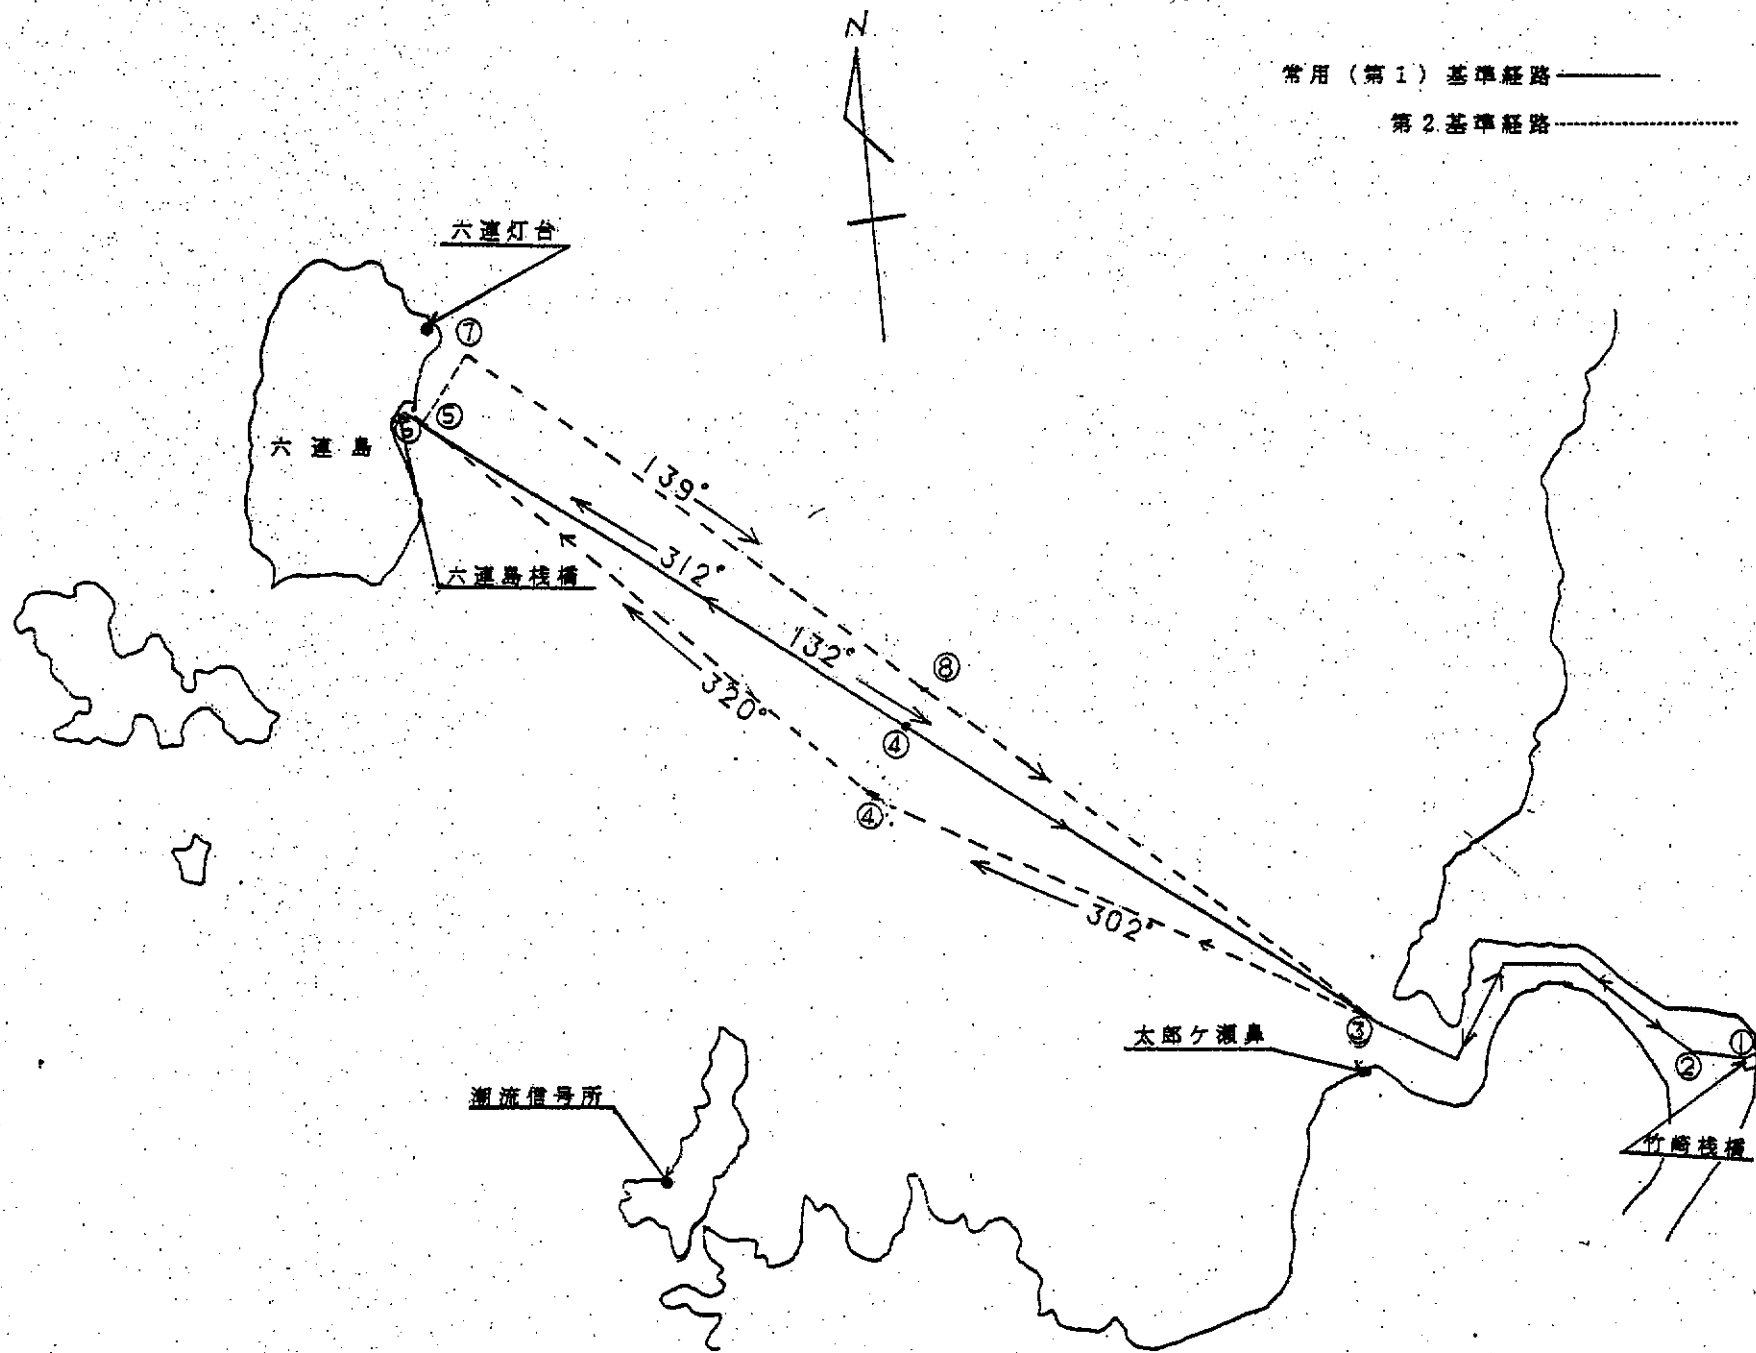 N
常用（第１）基準経路
第２基準経路
六連灯台
⑦
⑤
⑥
六連島
139°
312°
六連島桟橋
132°
⑧
320°
④
④
302°
③
太郎ケ瀬鼻
①
②
潮流信号所
竹崎桟橋